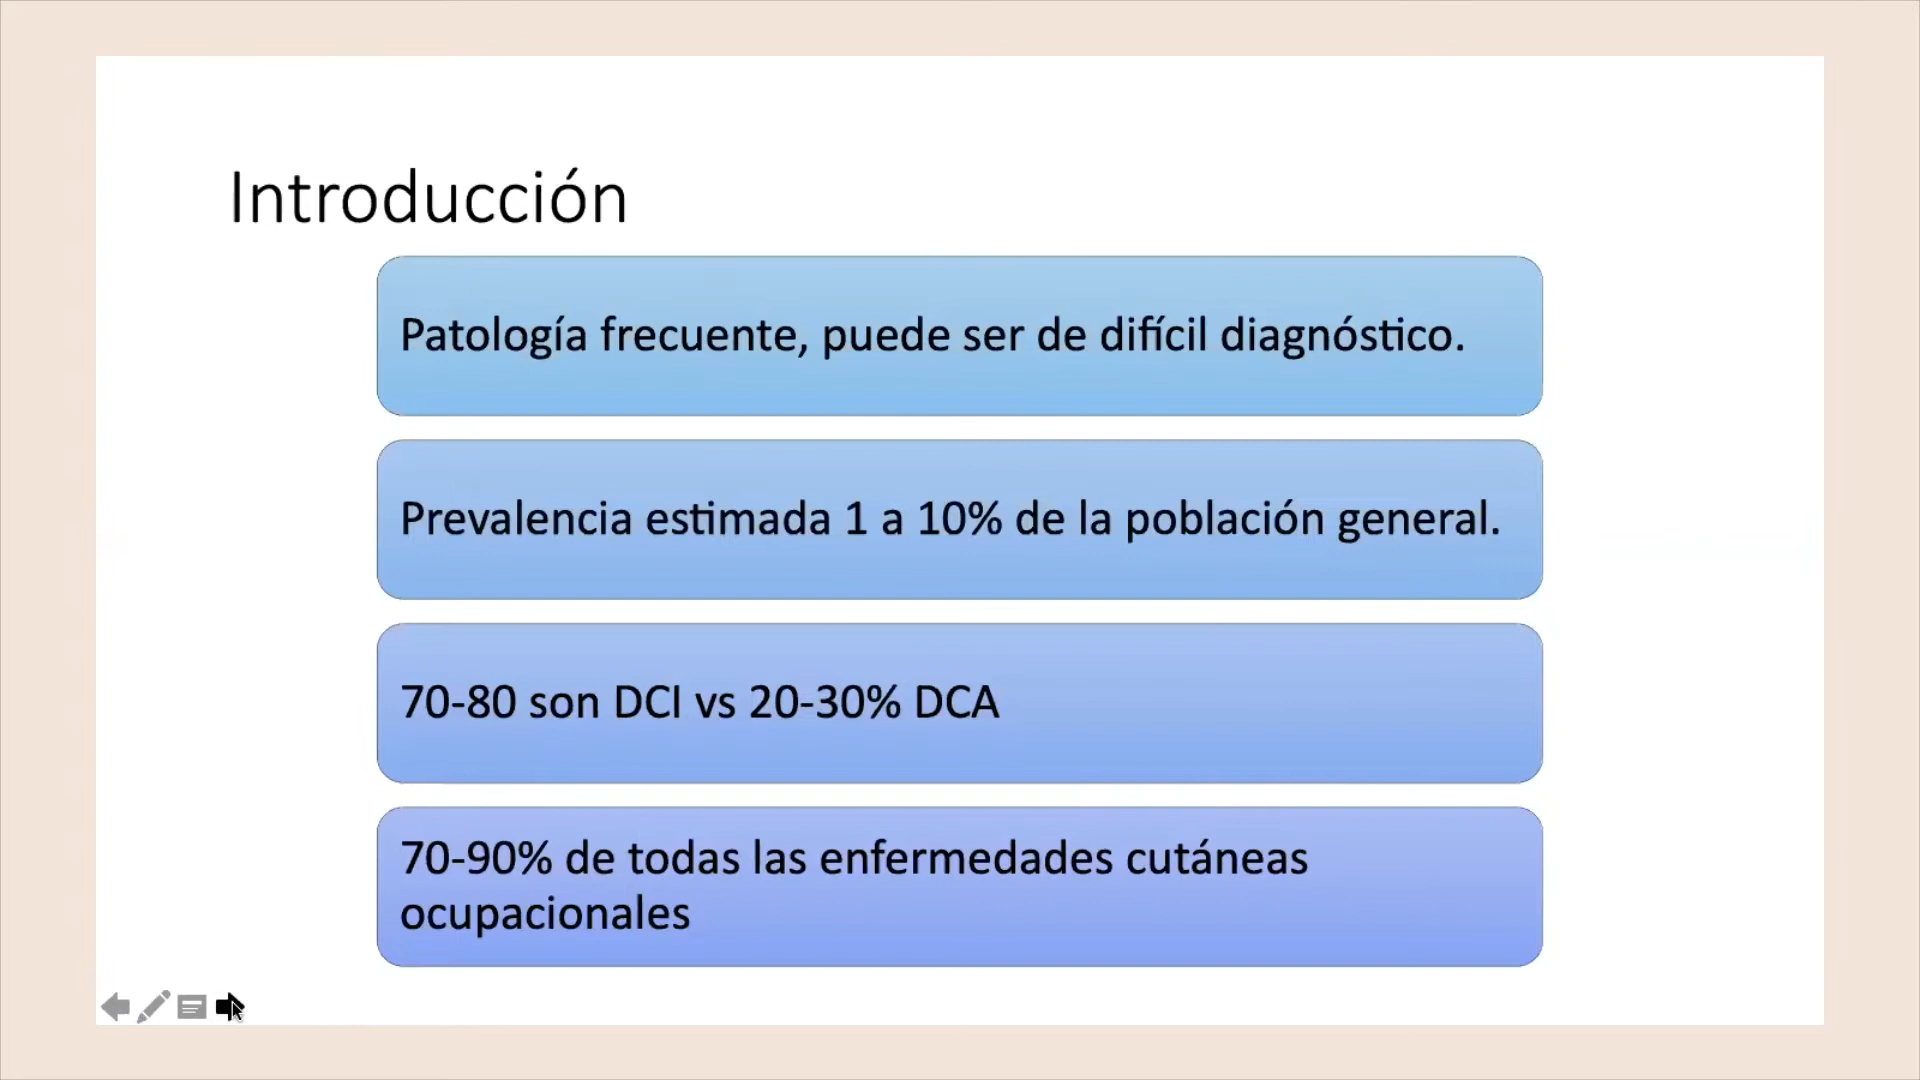 Introducción
Patología frecuente, puede ser de difícil diagnóstico.
Prevalencia estimada 1 a 10% de la población general.
70-80 son DCI vs 20-30% DCA
70-90% de todas las enfermedades cutáneas
ocupacionales